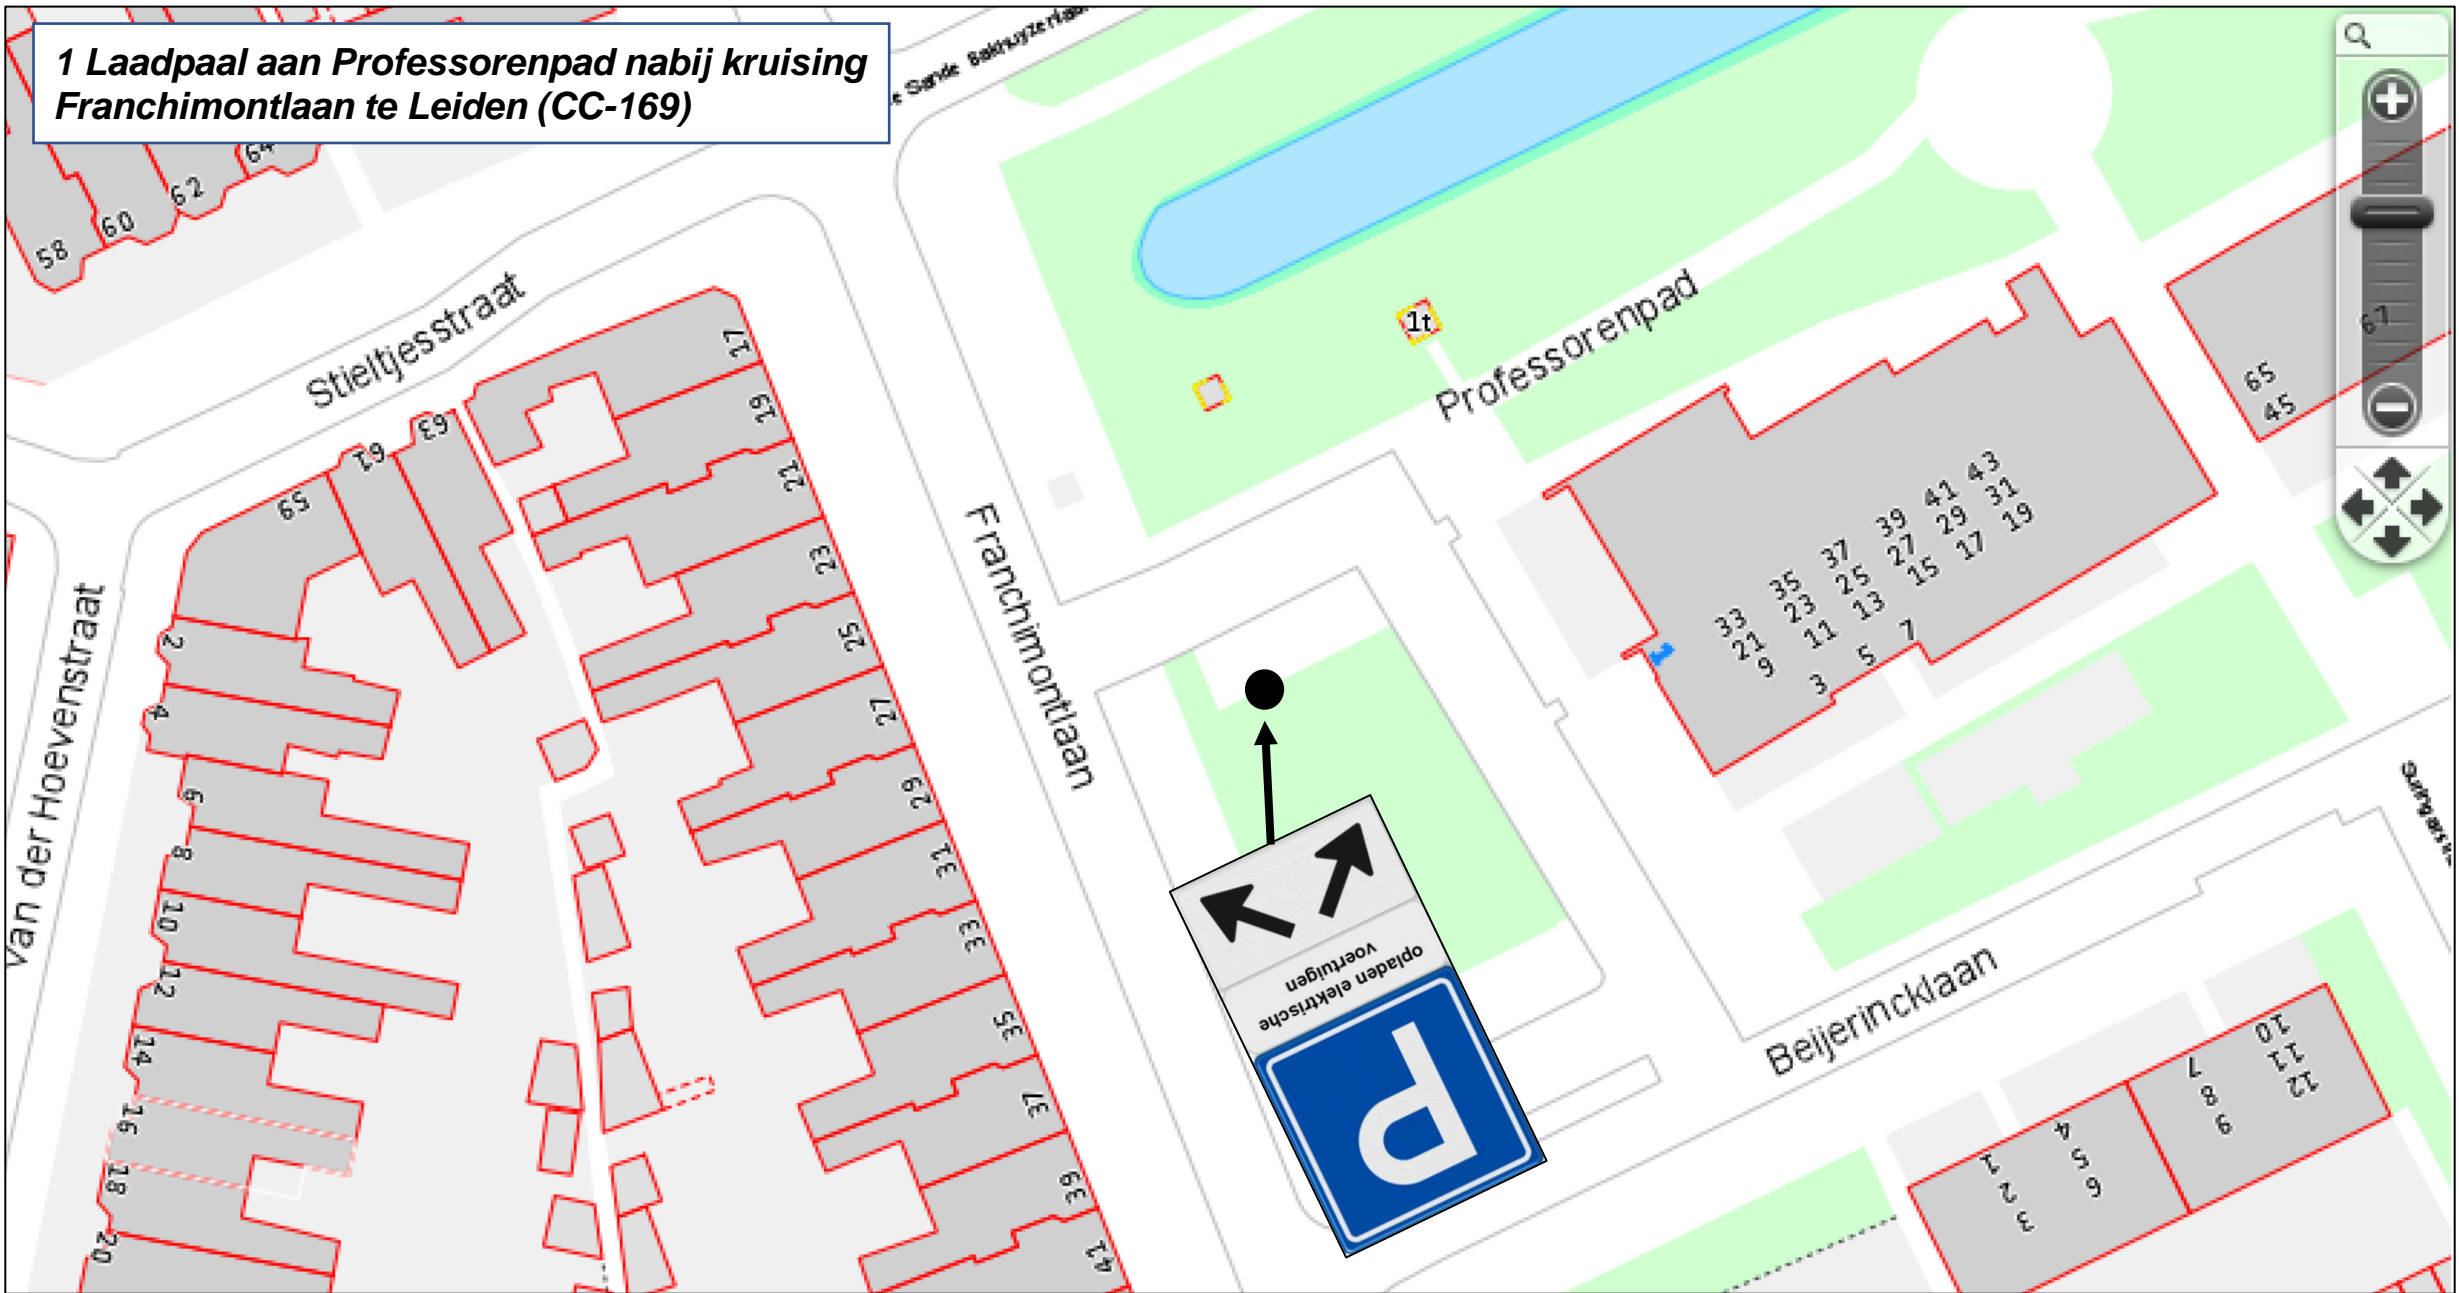 1 Laadpaal aan Professorenpad nabij kruising
Franchimontlaan te Leiden (CC-169)
e Sande Bakhuyzenlaan
64
62
60
58
Stieltjesstraat
17
19
21
23
25
27
29
31
33
35
37
39
41
63
61
59
Van der Hoevenstraat
2
4
6
8
10
12
14
16
18
20
Franchimontlaan
1t
Professorenpad
67
65
45
33 35 37 39 41 43
21 23 25 27 29 31
9 11 13 15 17 19
3 5 7
1
opladen elektrische
voertuigen
P
Beijerincklaan
1
2
3
4
5
6
7
8
9
10
11
12